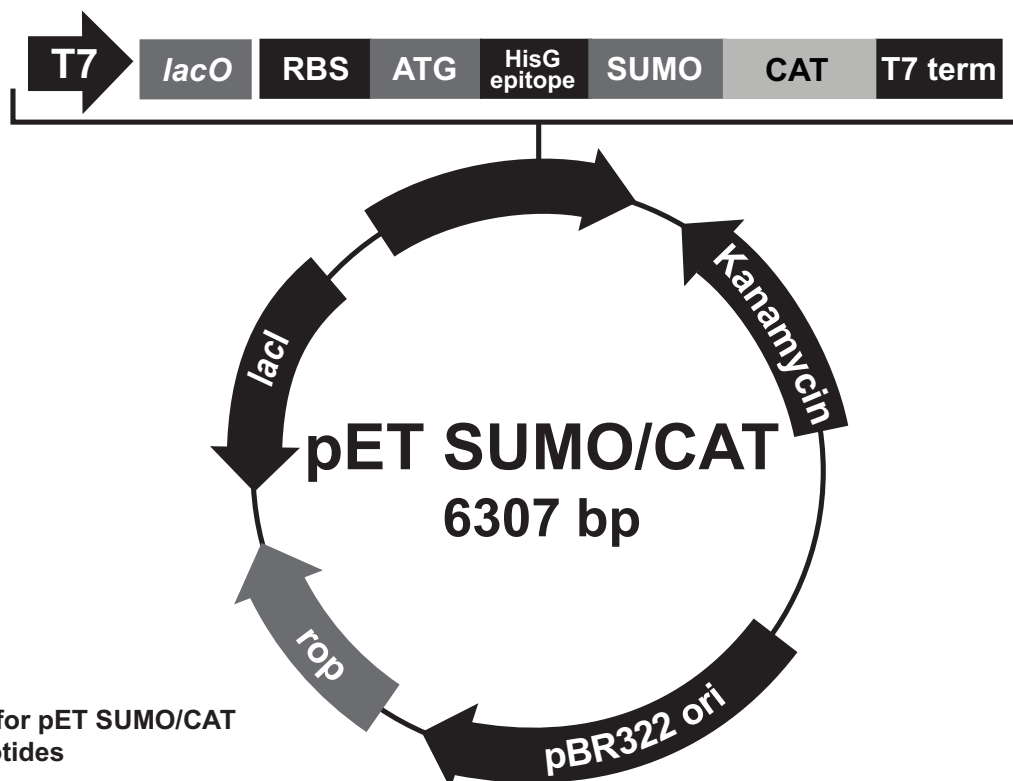 T7 lacO RBS ATG HisG epitope SUMO CAT T7 term
Kanamycin
lacI
pET SUMO/CAT
6307 bp
rop
pBR322 ori
for pET SUMO/CAT